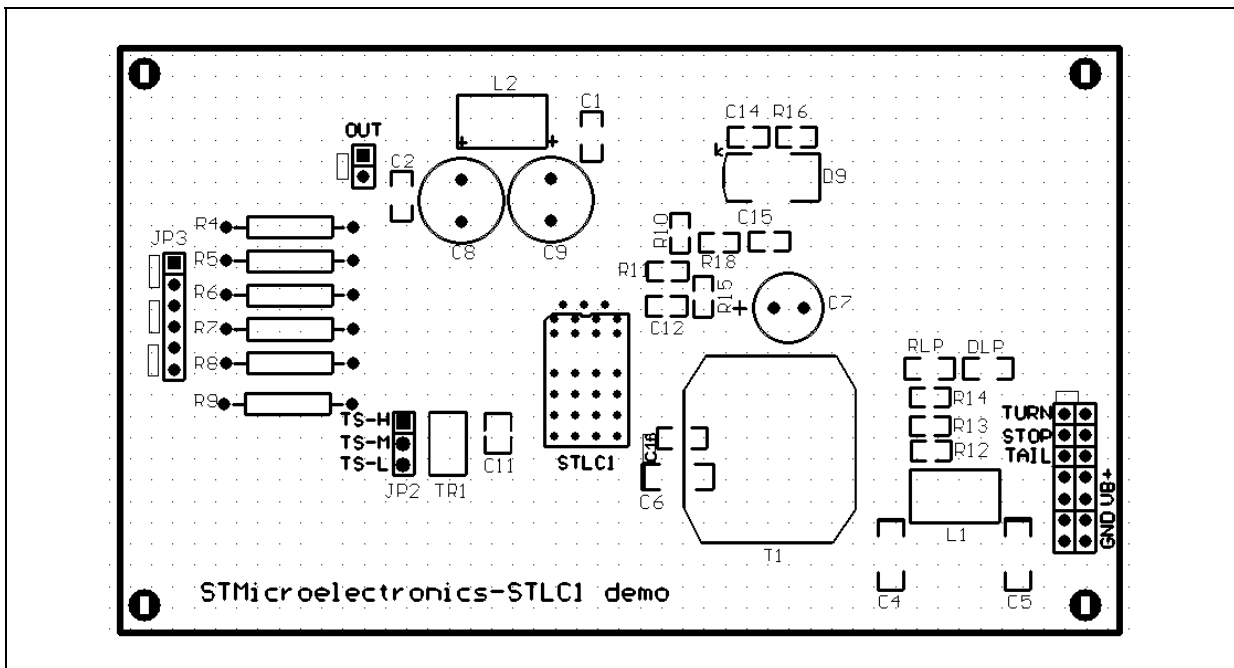 L2
C1
C14 R16
OUT
k
C2
D9
R4
R10
C15
JP3
C8
C9
R18
R5
R11
R6
R15
C7
C12
R7
R8
RLP DLP
R14
R9
TS-H
TURN
R13
STOP
TS-M
C16
R12
TAIL
TS-L
STLC1
C11
VB+
JP2 TR1
C6
L1
GND
T1
STMicroelectronics-STLC1 demo
C4
C5